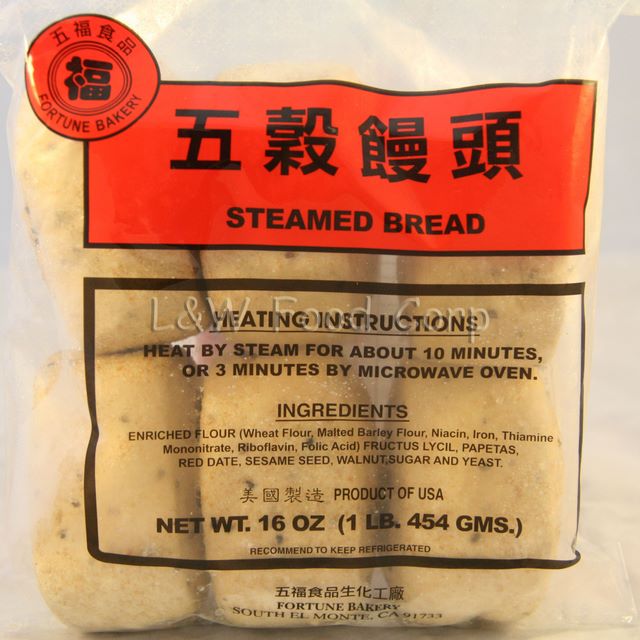 五福食品
福
FORTUNE BAKERY
五穀饅頭
STEAMED BREAD
L&W Food Corp
HEATING INSTRUCTIONS
HEAT BY STEAM FOR ABOUT 10 MINUTES,
OR 3 MINUTES BY MICROWAVE OVEN.
INGREDIENTS
ENRICHED FLOUR (Wheat Flour, Malted Barley Flour, Niacin, Iron, Thiamine
Mononitrate, Riboflavin, Folic Acid) FRUCTUS LYCIL, PAPETAS,
RED DATE, SESAME SEED, WALNUT,SUGAR AND YEAST.
美國製造 PRODUCT OF USA
NET WT. 16 OZ (1 LB. 454 GMS.)
RECOMMEND TO KEEP REFRIGERATED
五福食品生化工廠
FORTUNE BAKERY
SOUTH EL MONTE, CA 91733